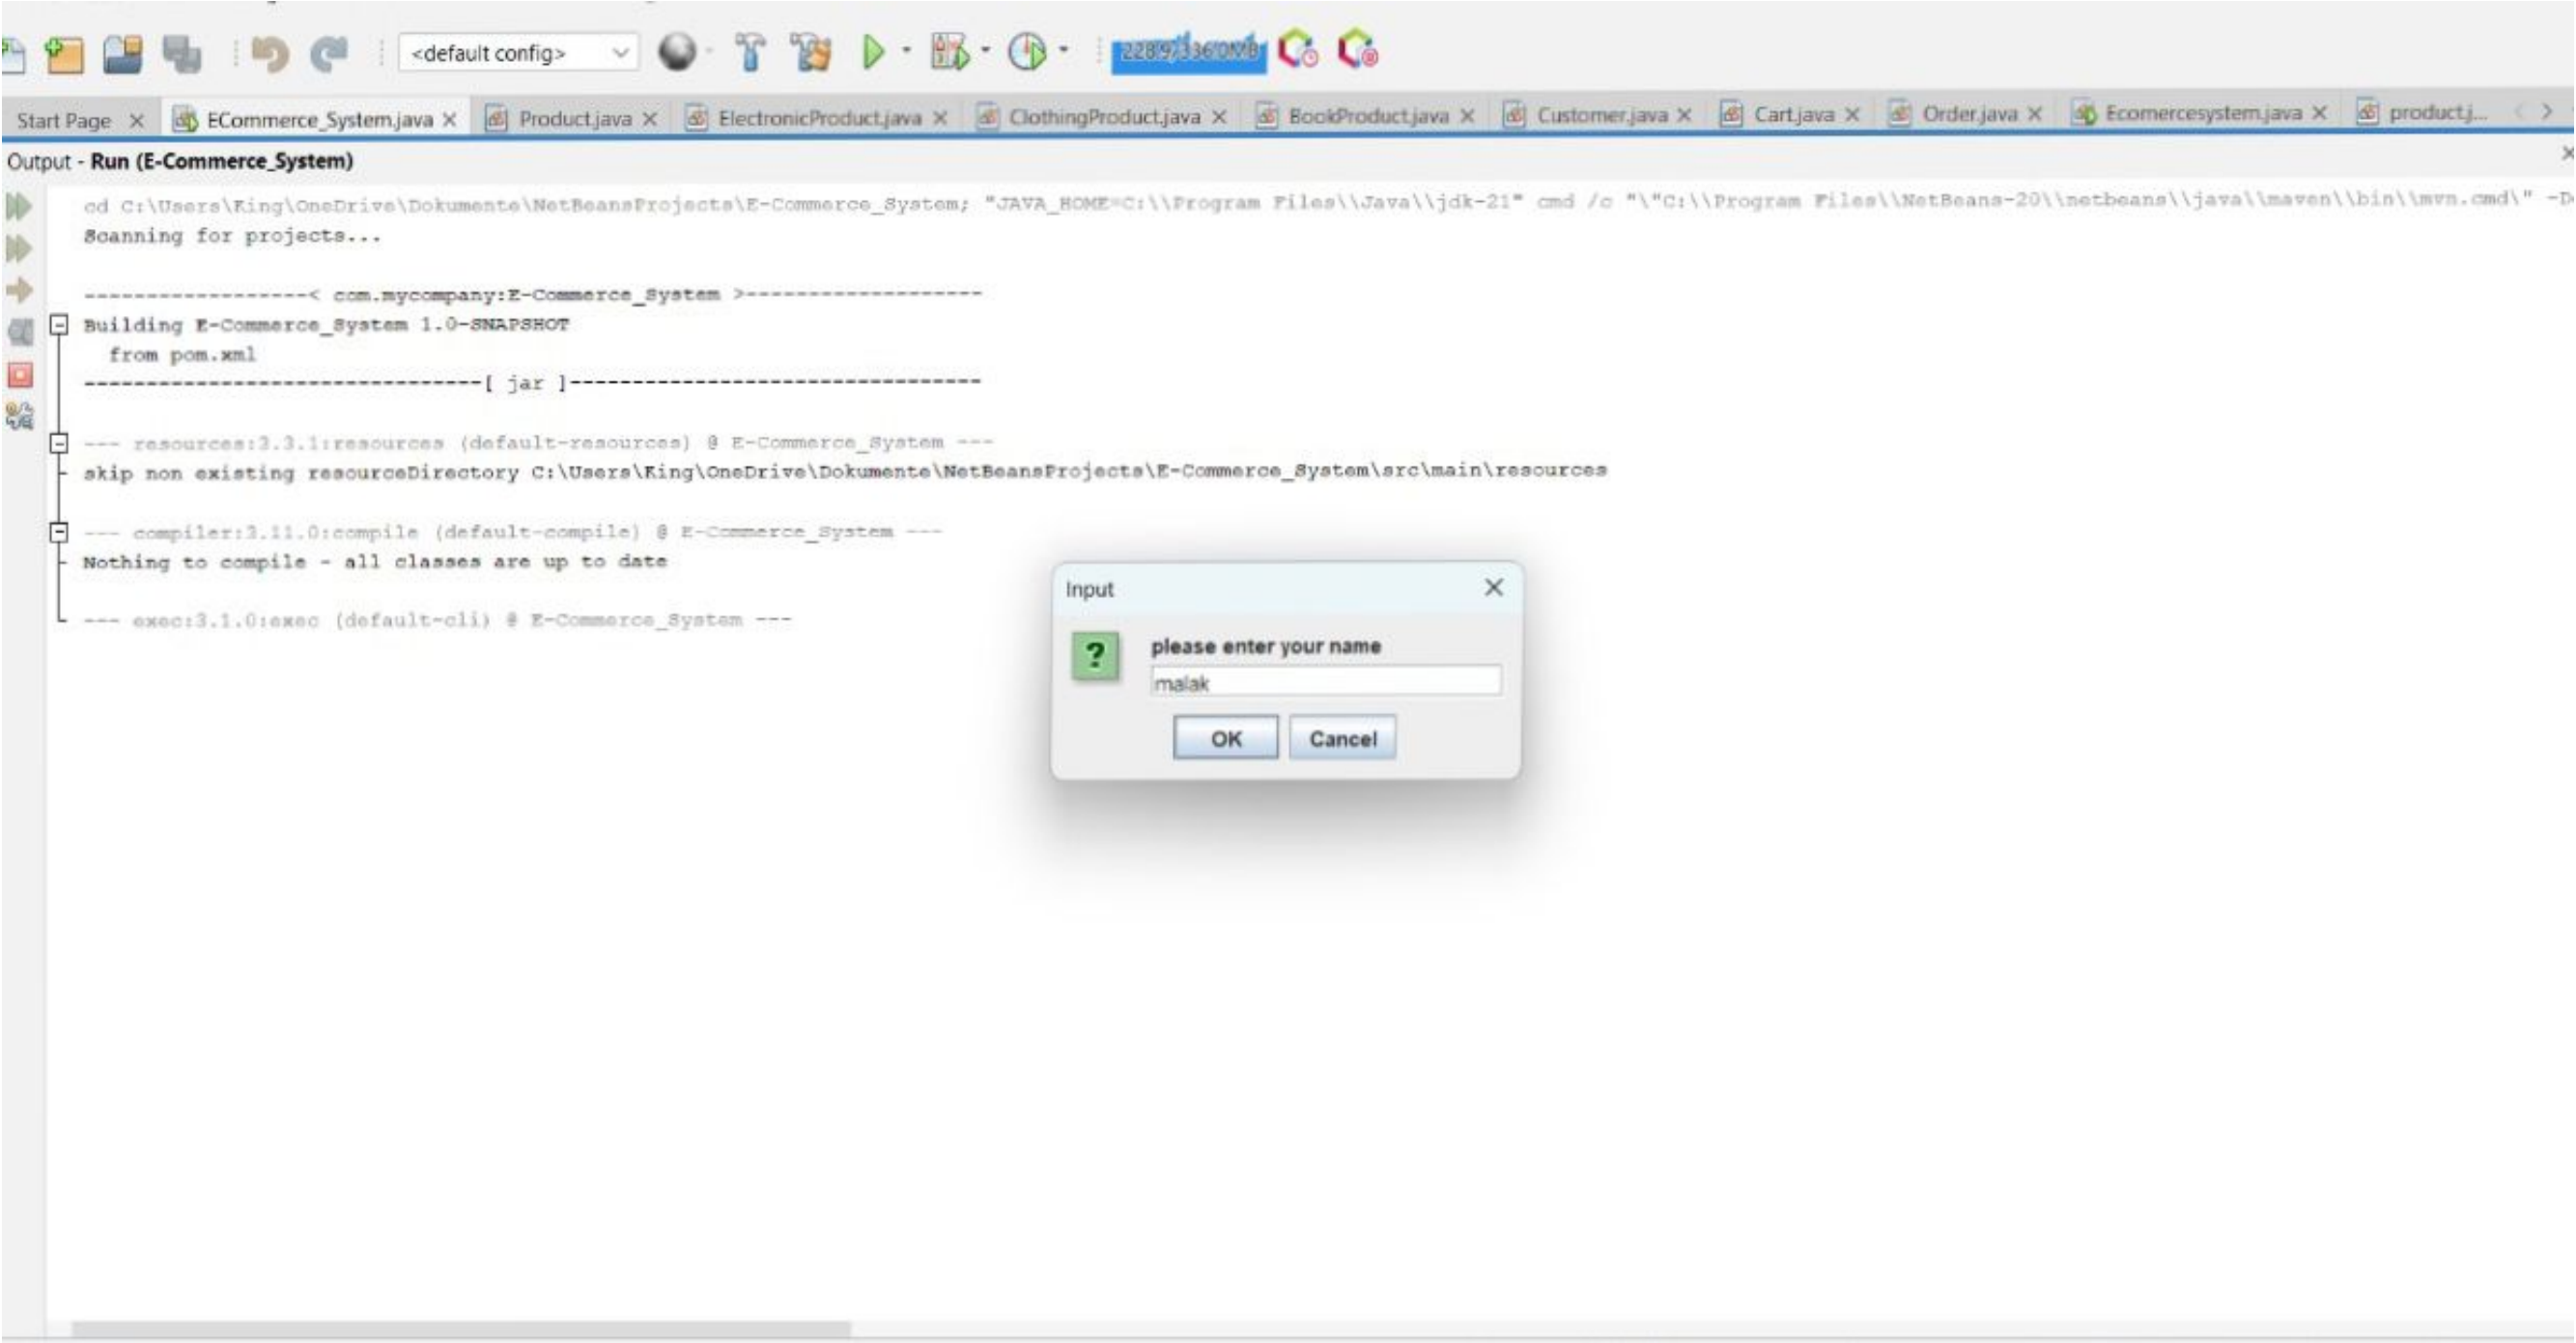 <default config>
228.9/336.0MB
Start Page
ECommerce_System.java
Product.java
ElectronicProduct.java
ClothingProduct.java
BookProduct.java
Customer.java
Cart.java
Order.java
Ecomercesystem.java
product.j...
Output - Run (E-Commerce_System)
cd C:\Users\King\OneDrive\Dokumente\NetBeansProjects\E-Commerce_System; "JAVA_HOME=C:\\Program Files\\Java\\jdk-21" cmd /c "\"C:\\Program Files\\NetBeans-20\\netbeans\\java\\maven\\bin\\mvn.cmd\" -D
Scanning for projects...
------------------< com.mycompany:E-Commerce_System >-------------------
Building E-Commerce_System 1.0-SNAPSHOT
from pom.xml
--------------------------------[ jar ]---------------------------------
--- resources:3.3.1:resources (default-resources) @ E-Commerce_System ---
skip non existing resourceDirectory C:\Users\King\OneDrive\Dokumente\NetBeansProjects\E-Commerce_System\src\main\resources
--- compiler:3.11.0:compile (default-compile) @ E-Commerce_System ---
Nothing to compile - all classes are up to date
--- exec:3.1.0:exec (default-cli) @ E-Commerce_System ---
Input
please enter your name
malak
OK
Cancel